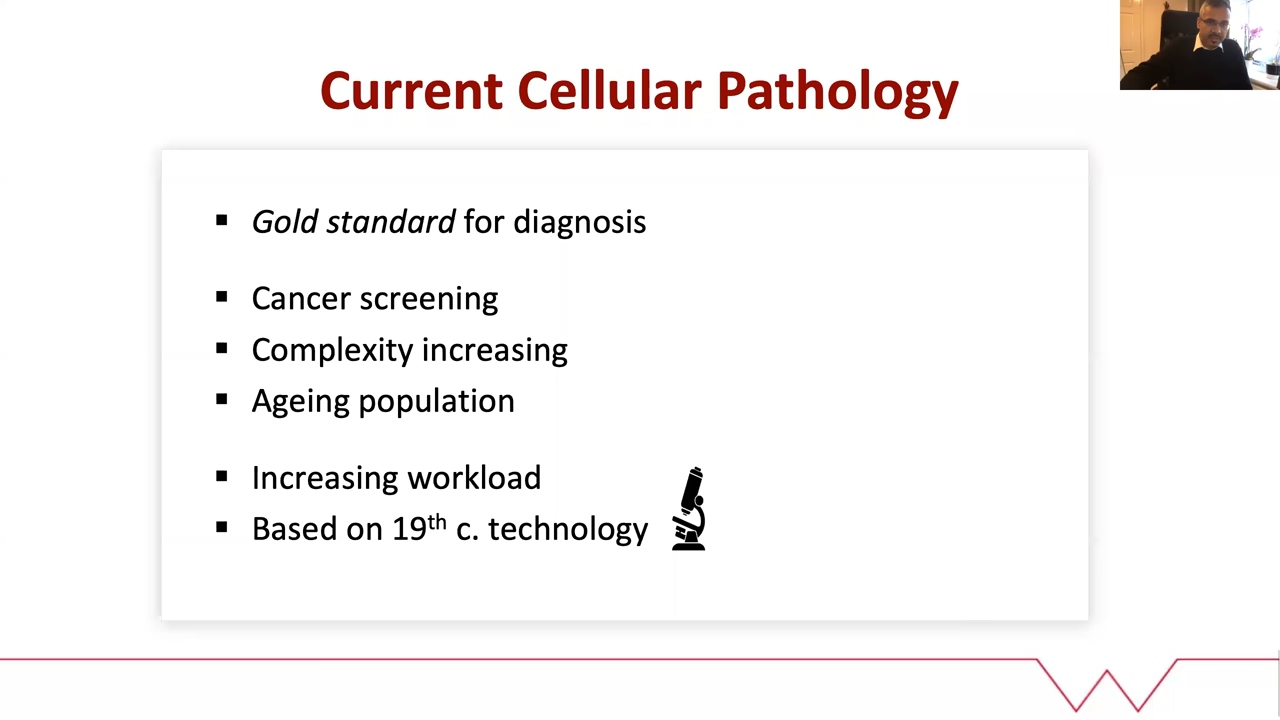 Current Cellular Pathology
▪ Gold standard for diagnosis
▪ Cancer screening
▪ Complexity increasing
▪ Ageing population
▪ Increasing workload
▪ Based on 19th c. technology